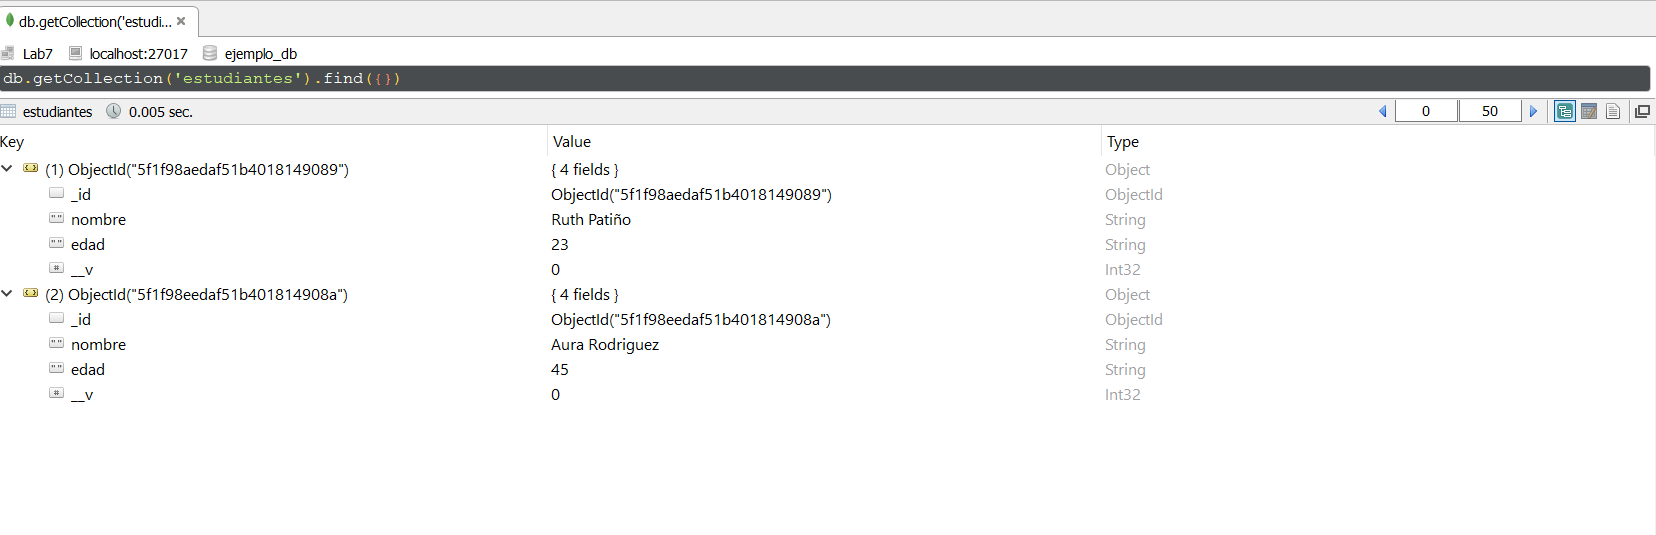 db.getCollection('estudi...
Lab7 localhost:27017 ejemplo_db
db.getCollection('estudiantes').find({})
estudiantes 0.005 sec. 0 50
Key Value Type
(1) ObjectId("5f1f98aedaf51b4018149089") { 4 fields } Object
_id ObjectId("5f1f98aedaf51b4018149089") ObjectId
nombre Ruth Patiño String
edad 23 String
__v 0 Int32
(2) ObjectId("5f1f98eedaf51b401814908a") { 4 fields } Object
_id ObjectId("5f1f98eedaf51b401814908a") ObjectId
nombre Aura Rodriguez String
edad 45 String
__v 0 Int32